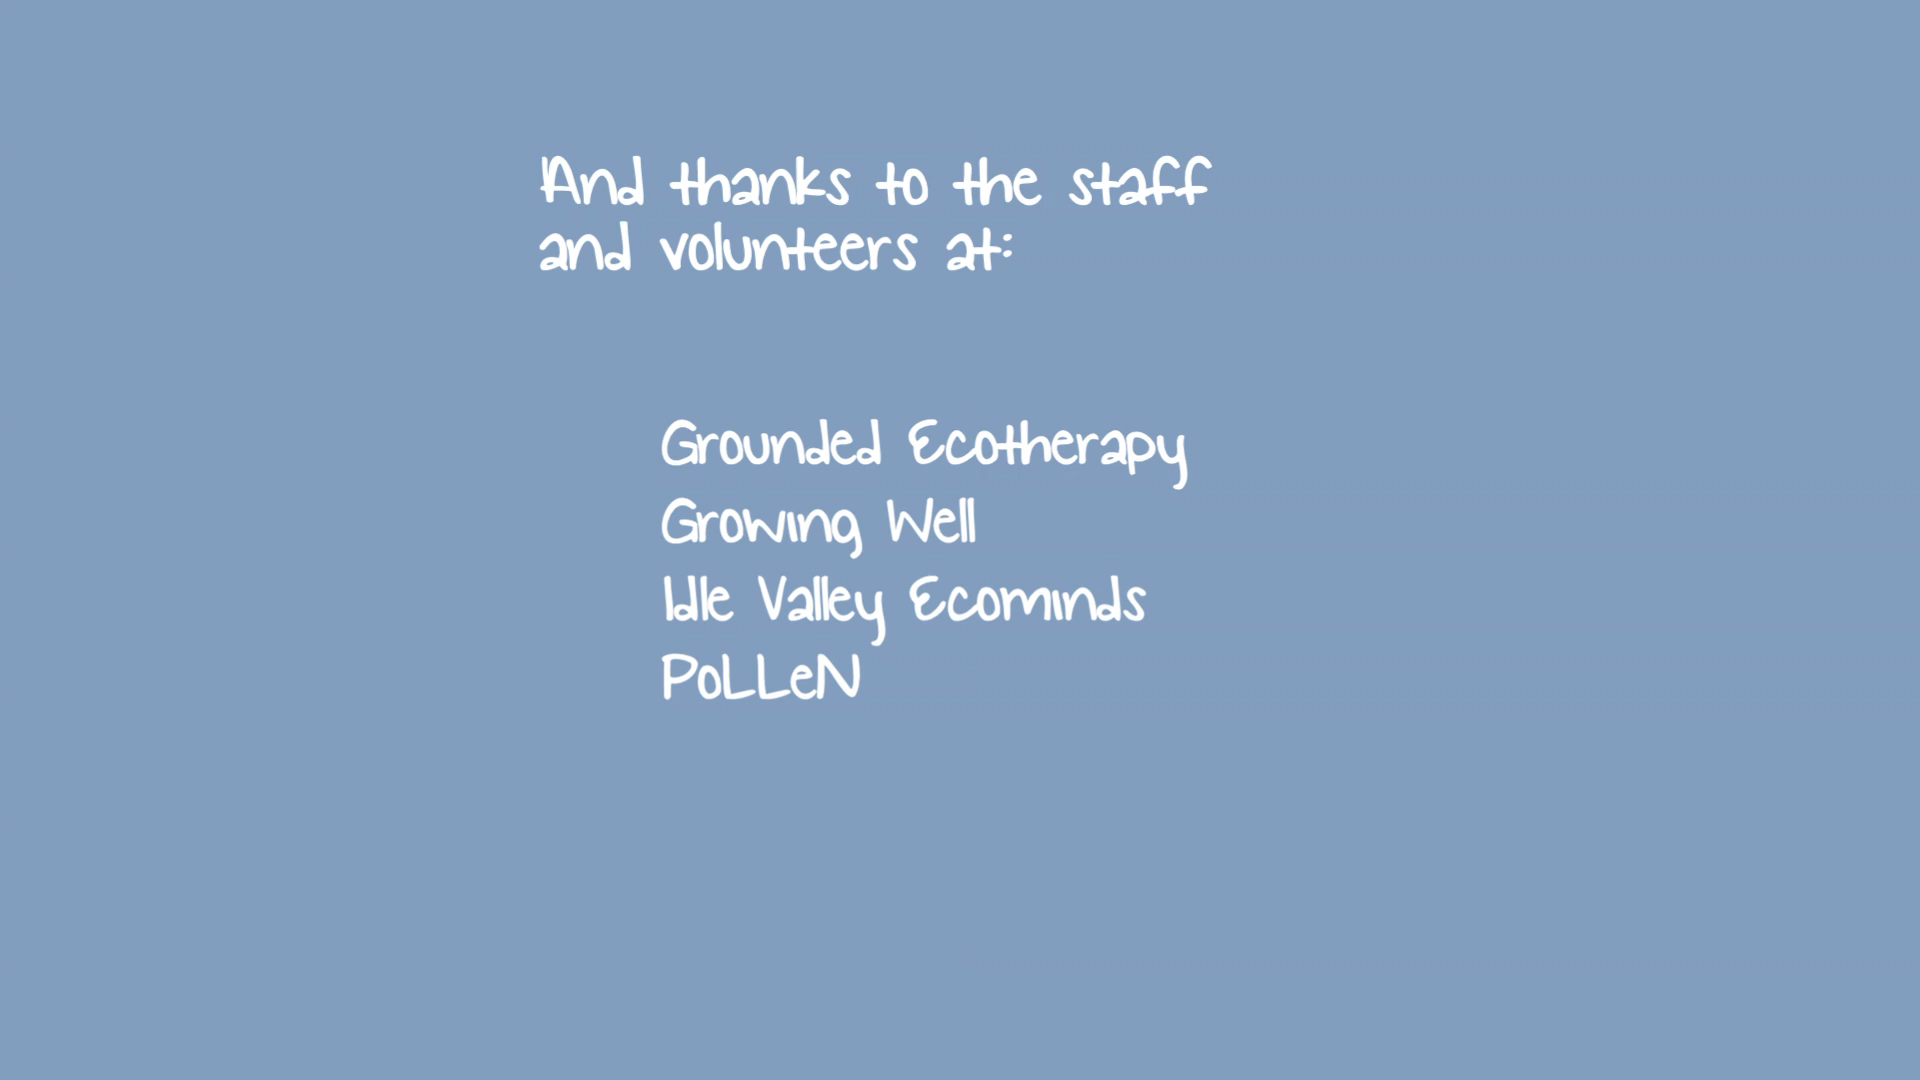 And thanks to the staff
and volunteers at:
Grounded Ecotherapy
Growing Well
Idle Valley Ecominds
PoLLeN